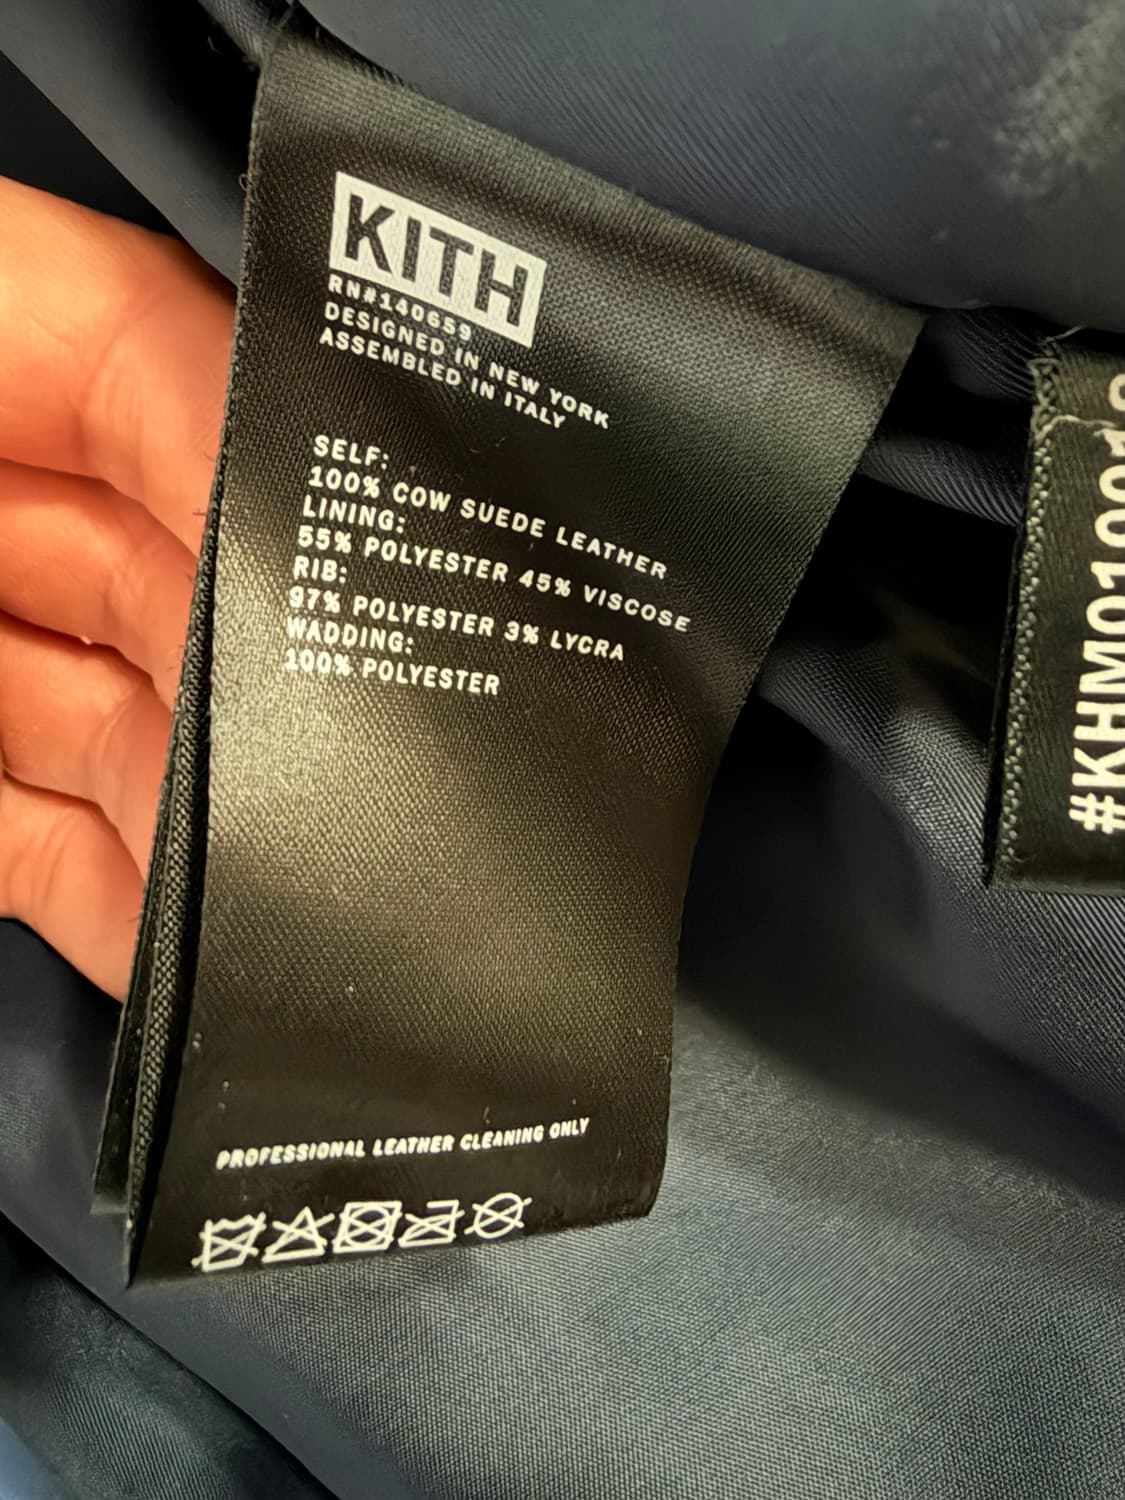 KITH
RN#140659
DESIGNED IN NEW YORK
ASSEMBLED IN ITALY
SELF:
100% COW SUEDE LEATHER
LINING:
55% POLYESTER 45% VISCOSE
RIB:
97% POLYESTER 3% LYCRA
WADDING:
100% POLYESTER
PROFESSIONAL LEATHER CLEANING ONLY